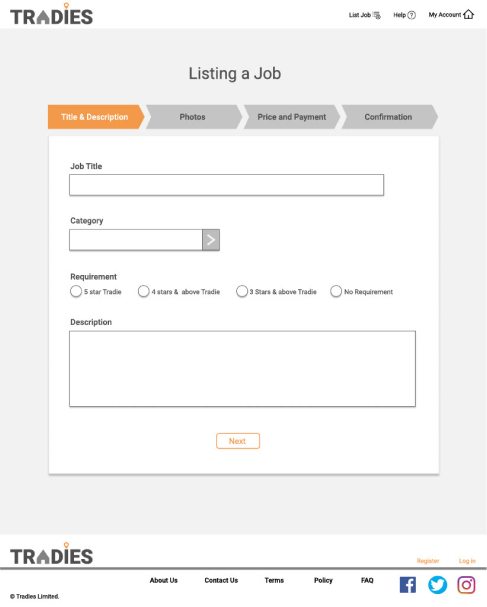 TRADIES
List Job
Help ?
My Account
Listing a Job
Title & Description
Photos
Price and Payment
Confirmation
Job Title
Category
Requirement
5 star Tradie
4 stars & above Tradie
3 Stars & above Tradie
No Requirement
Description
Next
TRADIES
Register
Log In
About Us
Contact Us
Terms
Policy
FAQ
© Tradies Limited.